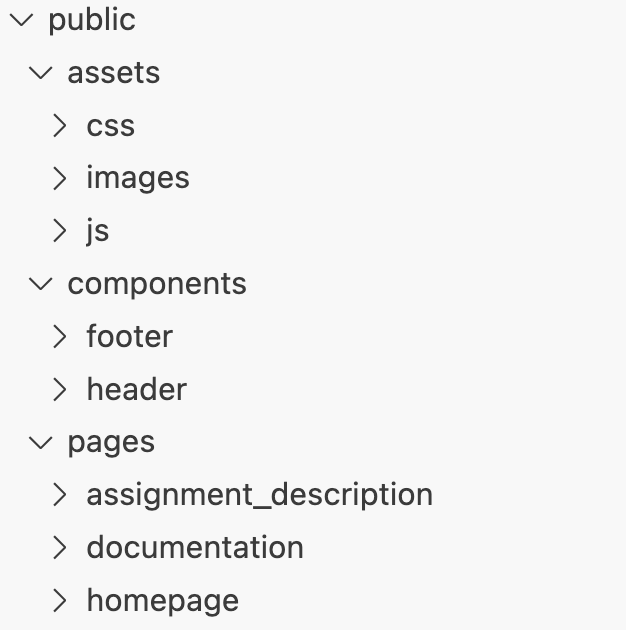 public
assets
css
images
js
components
footer
header
pages
assignment_description
documentation
homepage